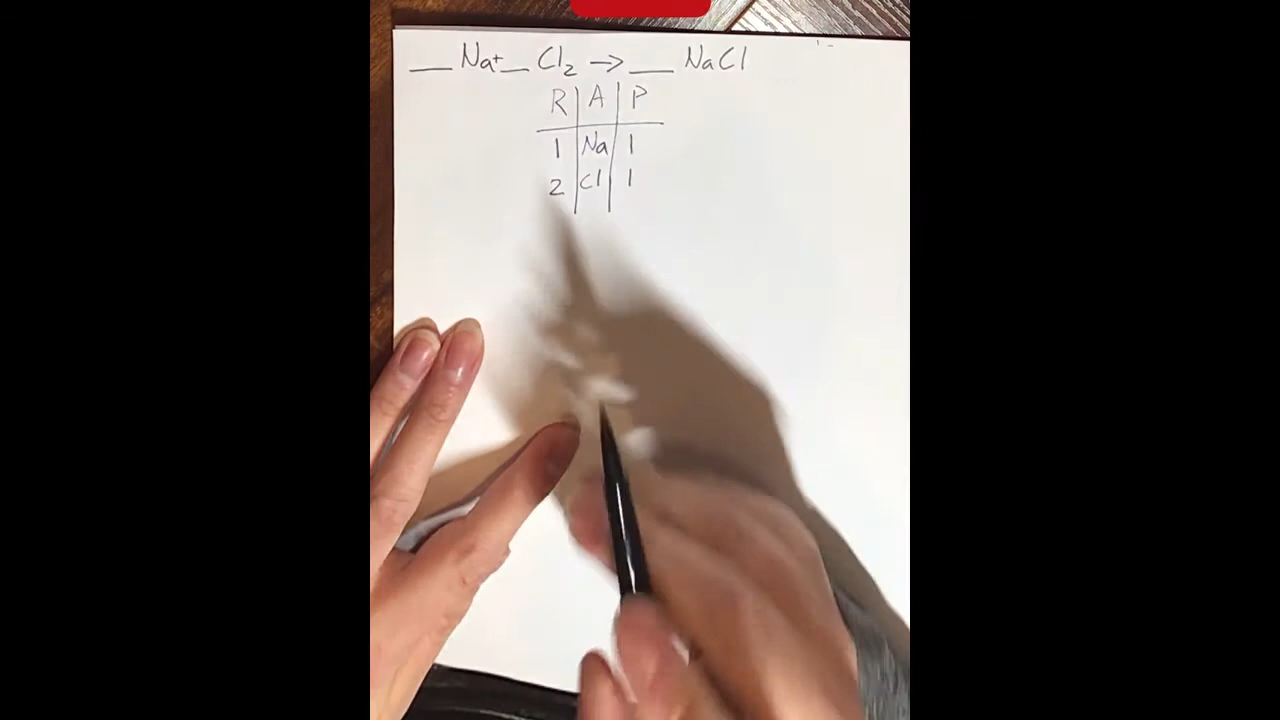 __ Na+__ Cl₂ → __ NaCl
R | A | P
1 | Na | 1
2 | Cl | 1